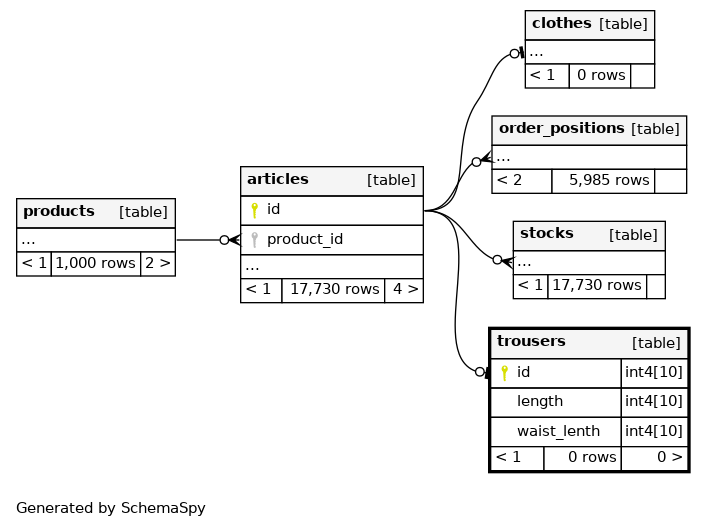 clothes [table]
...
< 1 0 rows
order_positions [table]
...
< 2 5,985 rows
articles [table]
id
product_id
...
< 1 17,730 rows 4 >
products [table]
...
< 1 1,000 rows 2 >
stocks [table]
...
< 1 17,730 rows
trousers [table]
id int4[10]
length int4[10]
waist_lenth int4[10]
< 1 0 rows 0 >
Generated by SchemaSpy